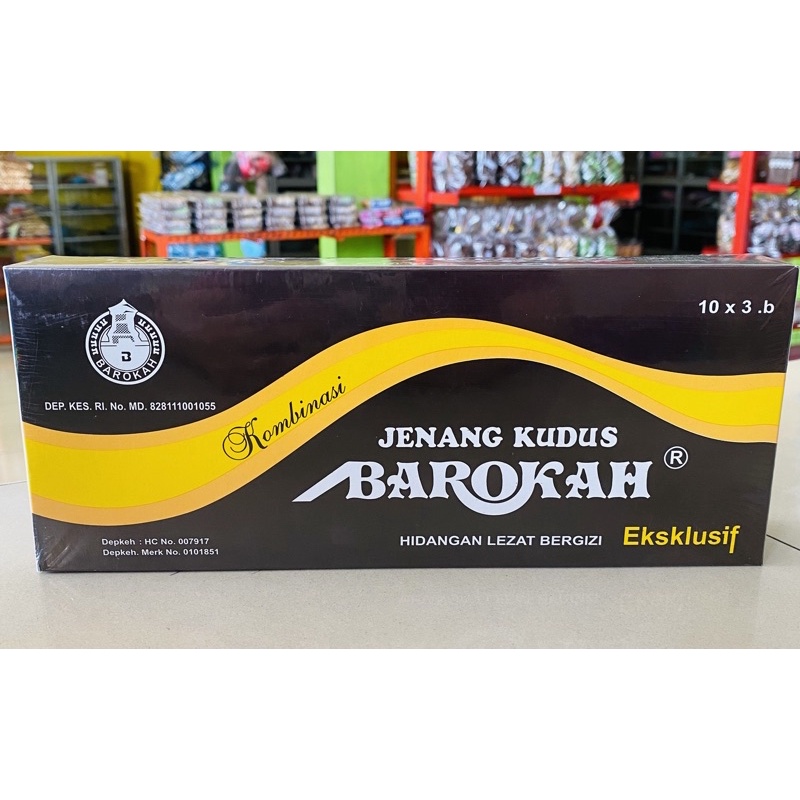 10 x 3 .b
B
BAROKAH
DEP. KES. RI. No. MD. 828111001055
Kombinasi
JENANG KUDUS
BAROKAH ®
HIDANGAN LEZAT BERGIZI
Eksklusif
Depkeh : HC No. 007917
Depkeh. Merk No. 0101851